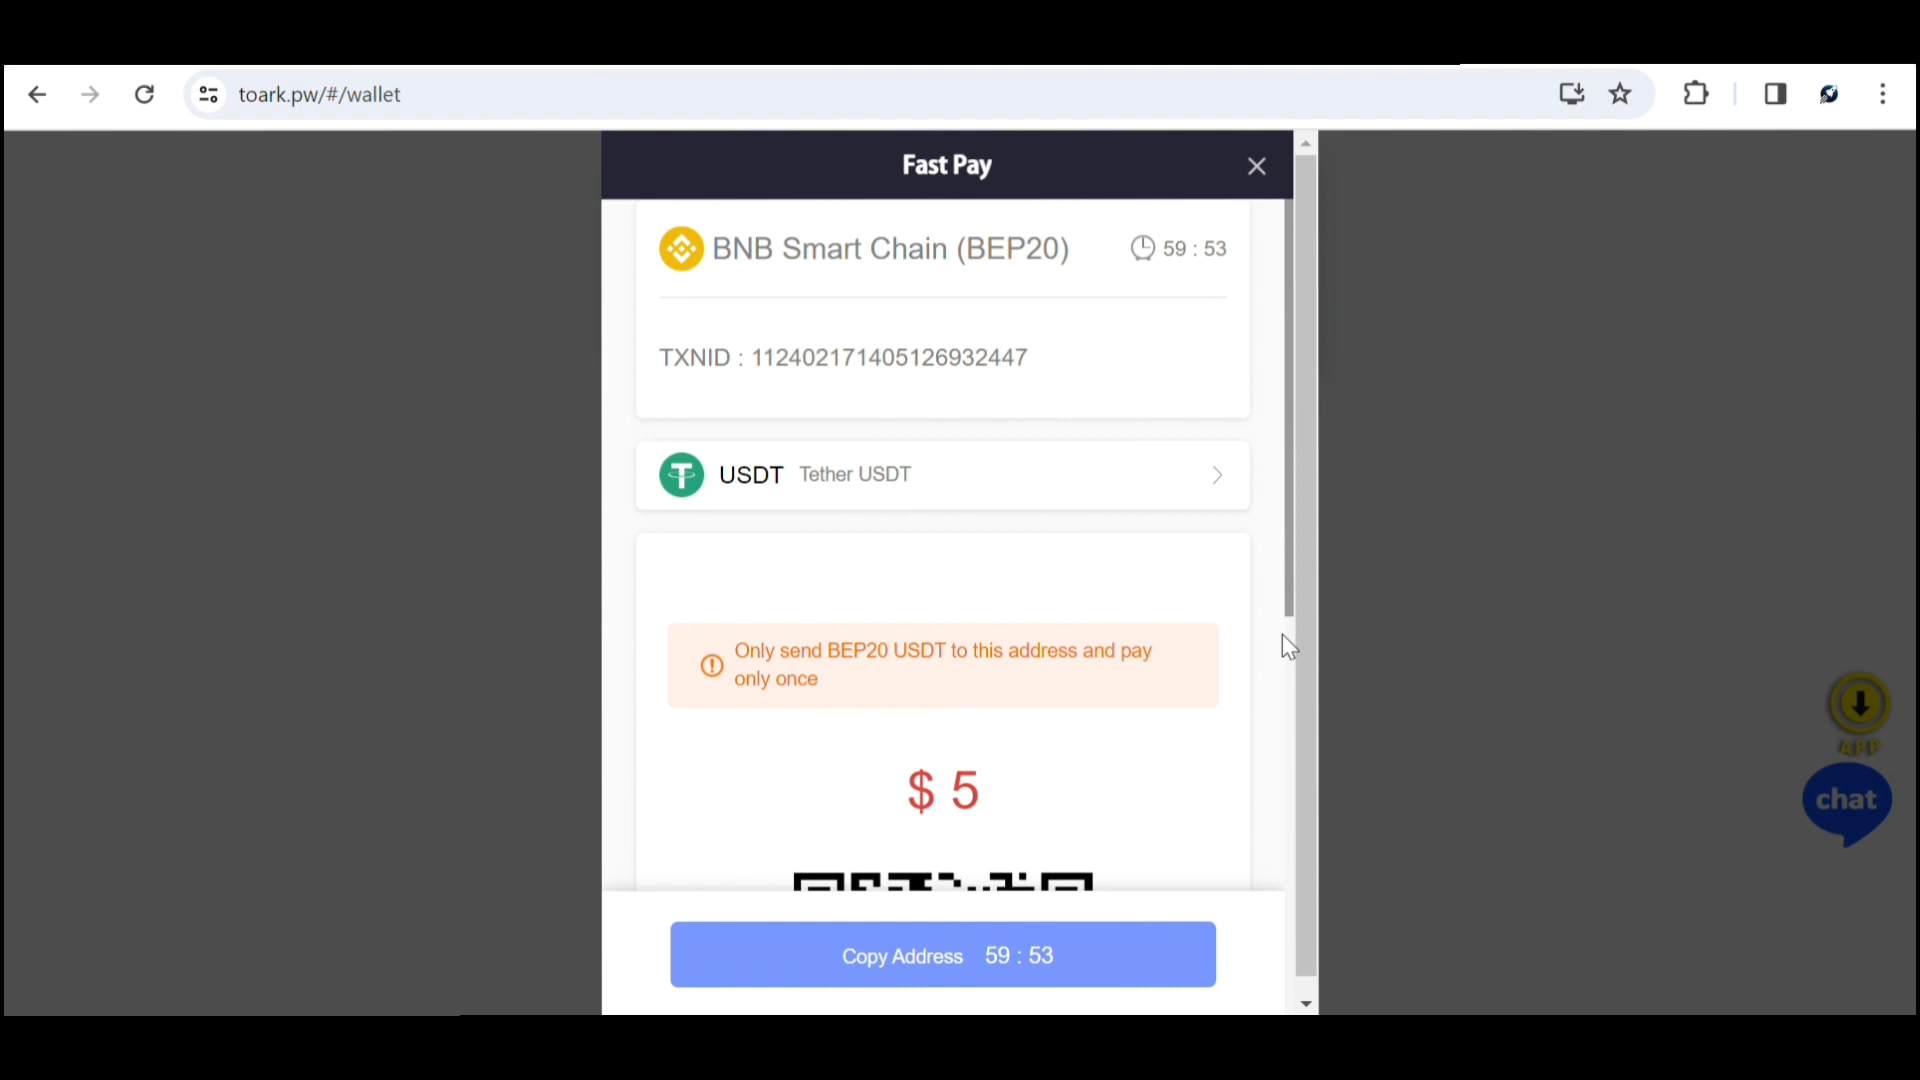 toark.pw/#/wallet
Fast Pay
BNB Smart Chain (BEP20)
59 : 53
TXNID : 112402171405126932447
USDT Tether USDT
Only send BEP20 USDT to this address and pay
only once
$ 5
APP
chat
Copy Address 59 : 53